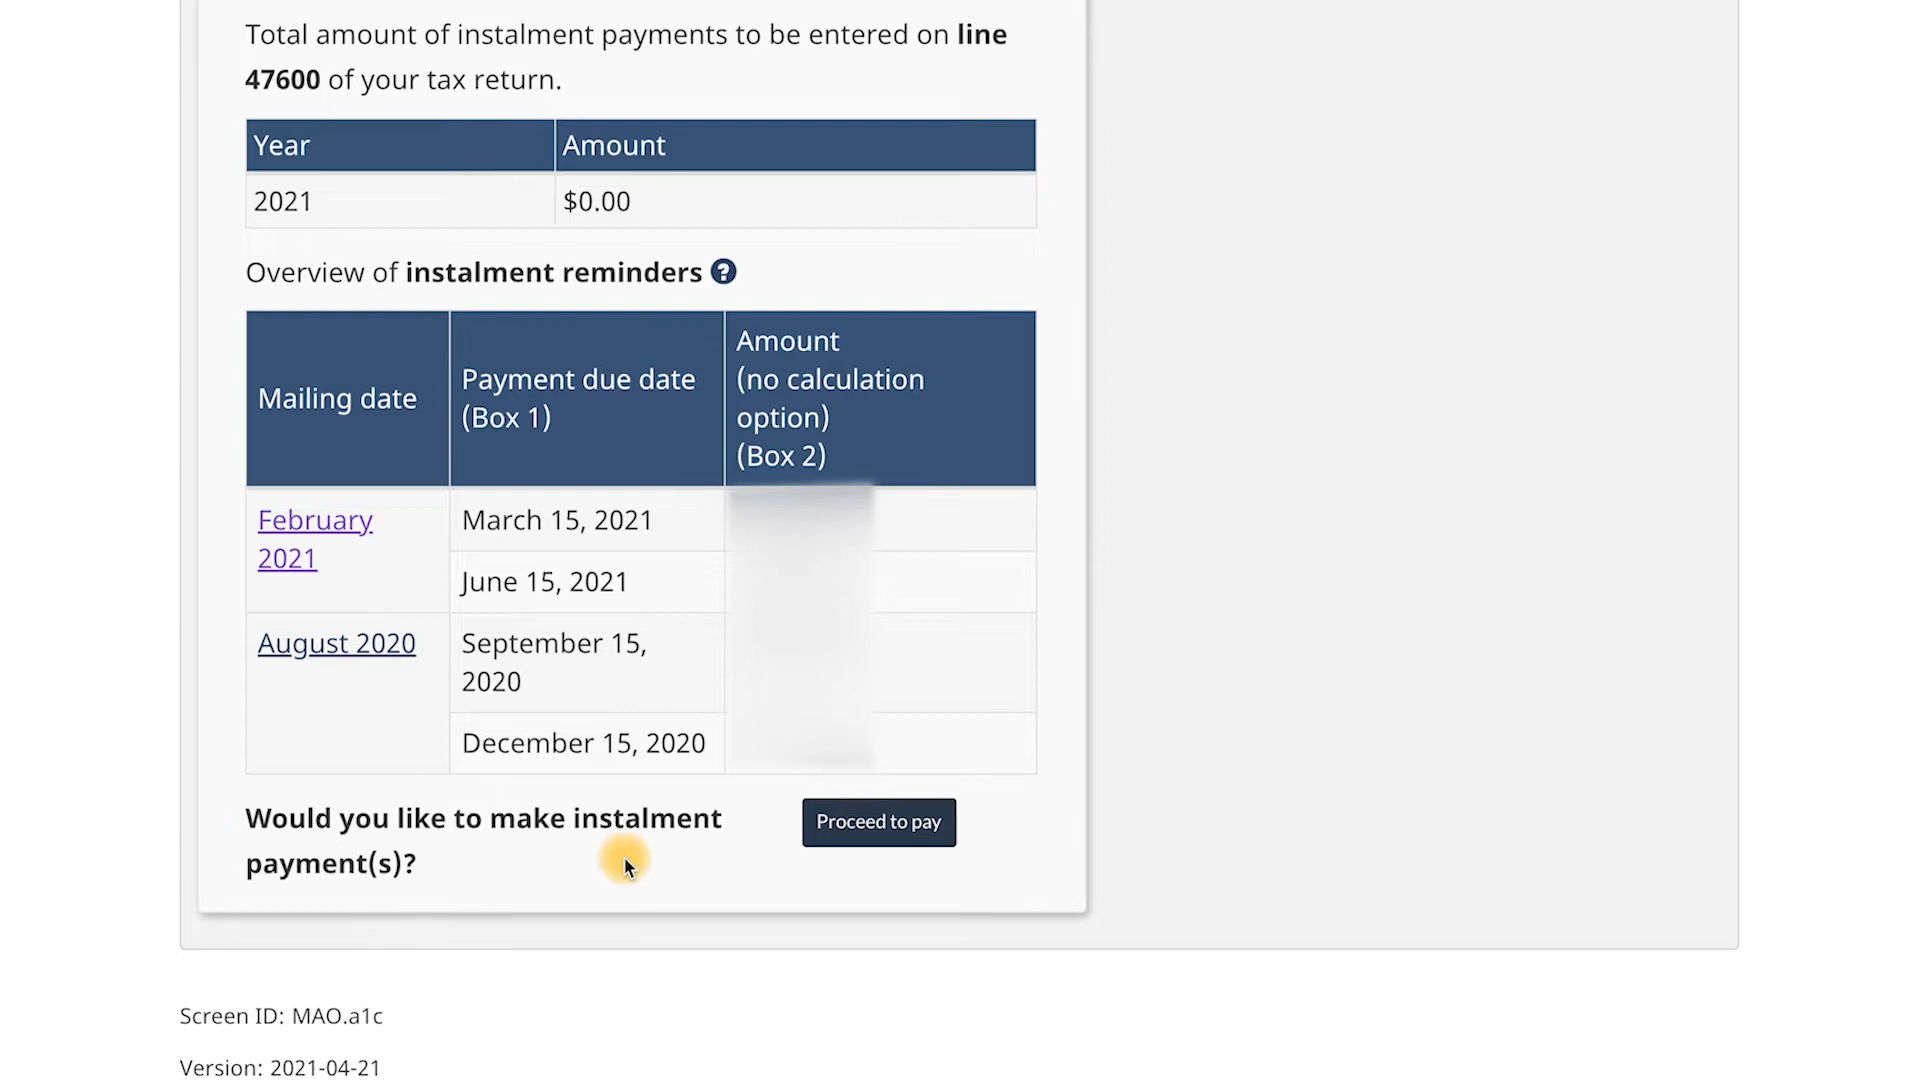 Total amount of instalment payments to be entered on line
47600 of your tax return.
Year Amount
2021 $0.00
Overview of instalment reminders ?
Mailing date
Payment due date
(Box 1)
Amount
(no calculation
option)
(Box 2)
February
2021
March 15, 2021
June 15, 2021
August 2020
September 15,
2020
December 15, 2020
Would you like to make instalment
payment(s)?
Proceed to pay
Screen ID: MAO.a1c
Version: 2021-04-21